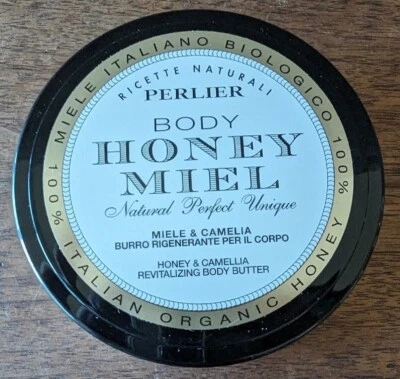 MIELE ITALIANO BIOLOGICO 100%
RICETTE NATURALI
PERLIER
BODY
HONEY
MIEL
Natural Perfect Unique
MIELE & CAMELIA
BURRO RIGENERANTE PER IL CORPO
HONEY & CAMELLIA
REVITALIZING BODY BUTTER
100% ITALIAN ORGANIC HONEY